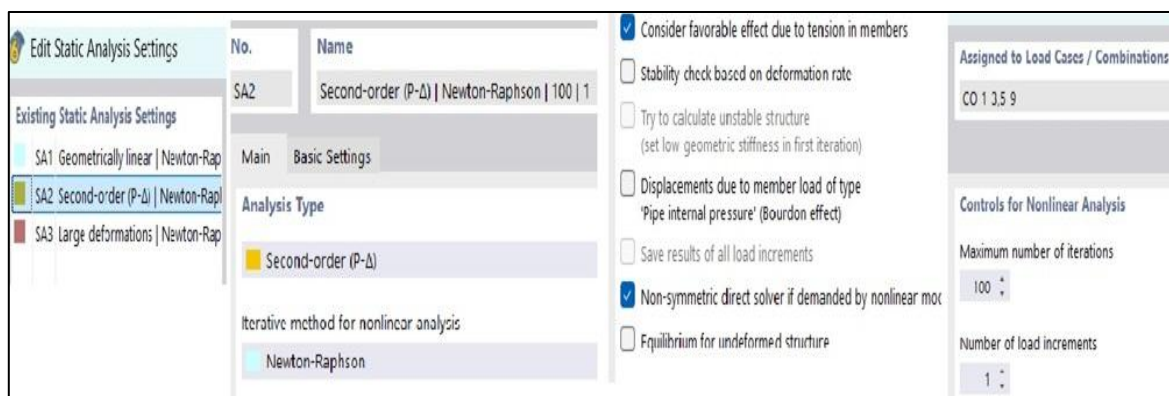 Edit Static Analysis Settings
Existing Static Analysis Settings
SA1 Geometrically linear | Newton-Rap
SA2 Second-order (P-Δ) | Newton-Rapl
SA3 Large deformations | Newton-Rap
No.
SA2
Name
Second-order (P-Δ) | Newton-Raphson | 100 | 1
Main
Basic Settings
Analysis Type
Second-order (P-Δ)
Iterative method for nonlinear analysis
Newton-Raphson
Consider favorable effect due to tension in members
Stability check based on deformation rate
Try to calculate unstable structure
(set low geometric stiffness in first iteration)
Displacements due to member load of type
'Pipe internal pressure' (Bourdon effect)
Save results of all load increments
Non-symmetric direct solver if demanded by nonlinear moc
Equilibrium for undeformed structure
Assigned to Load Cases / Combinations
CO 1 3,5 9
Controls for Nonlinear Analysis
Maximum number of iterations
100
Number of load increments
1